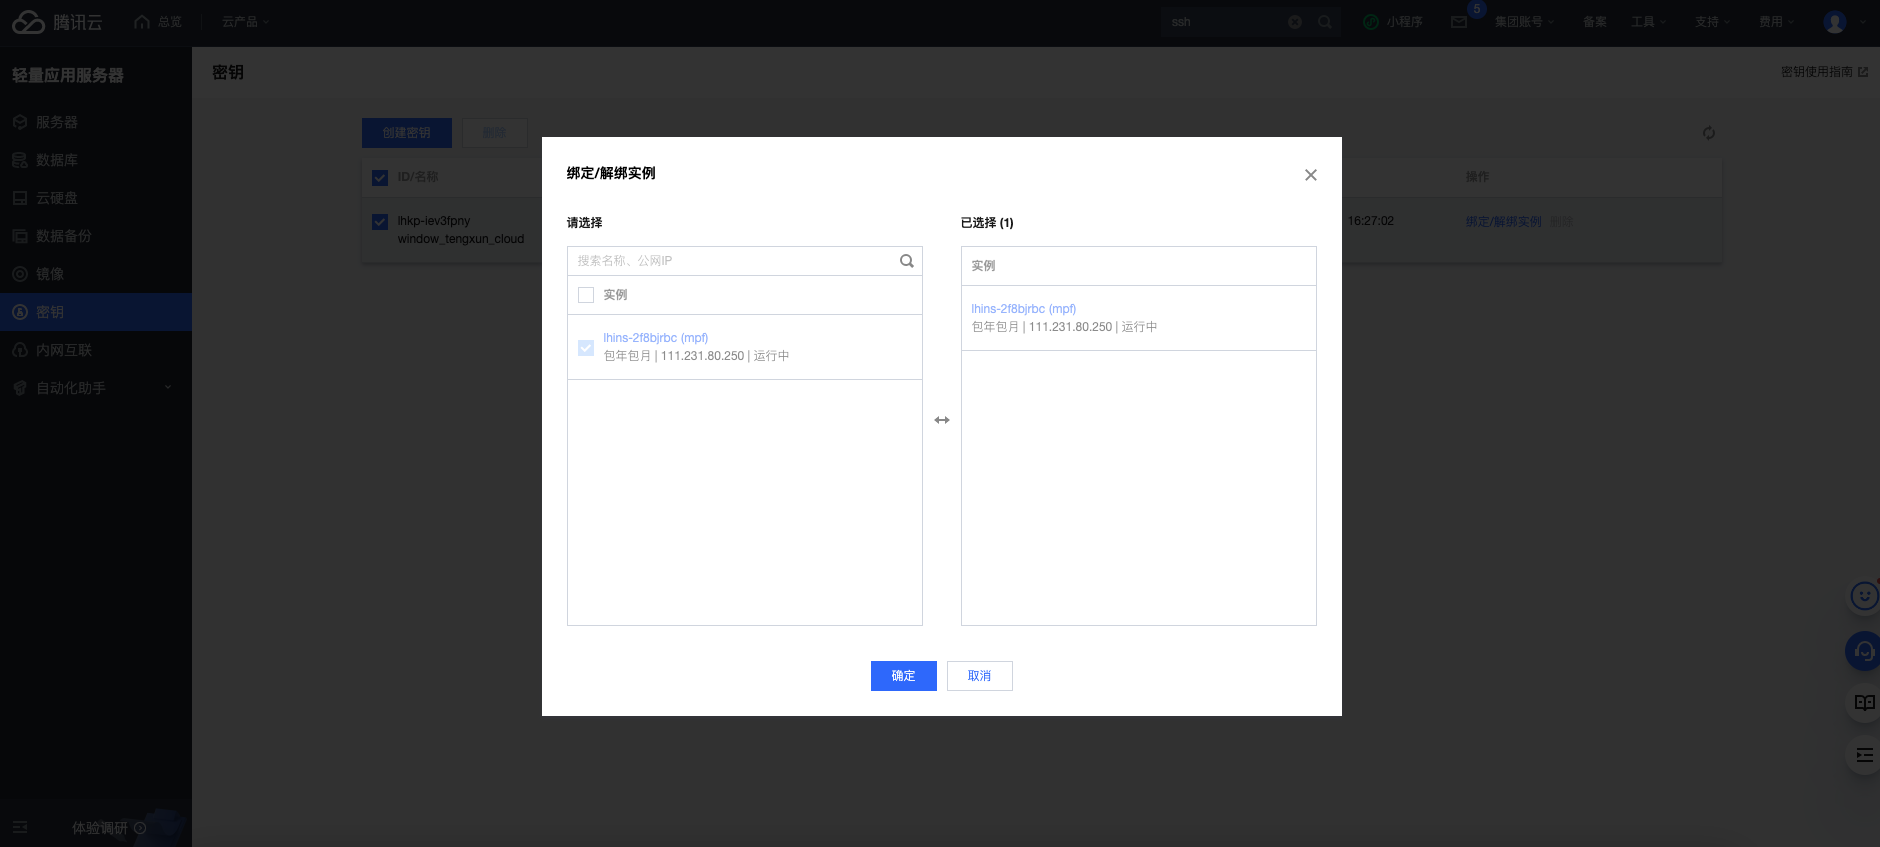 腾讯云
总览
云产品
ssh
小程序
5
集团账号
备案
工具
支持
费用
轻量应用服务器
服务器
数据库
云硬盘
数据备份
镜像
密钥
内网互联
自动化助手
体验调研
密钥
密钥使用指南
创建密钥
删除
ID/名称
操作
lhkp-iev3fpny
window_tengxun_cloud
16:27:02
绑定/解绑实例 删除
绑定/解绑实例
请选择
搜索名称、公网IP
实例
lhins-2f8bjrbc (mpf)
包年包月 | 111.231.80.250 | 运行中
已选择 (1)
实例
lhins-2f8bjrbc (mpf)
包年包月 | 111.231.80.250 | 运行中
确定
取消